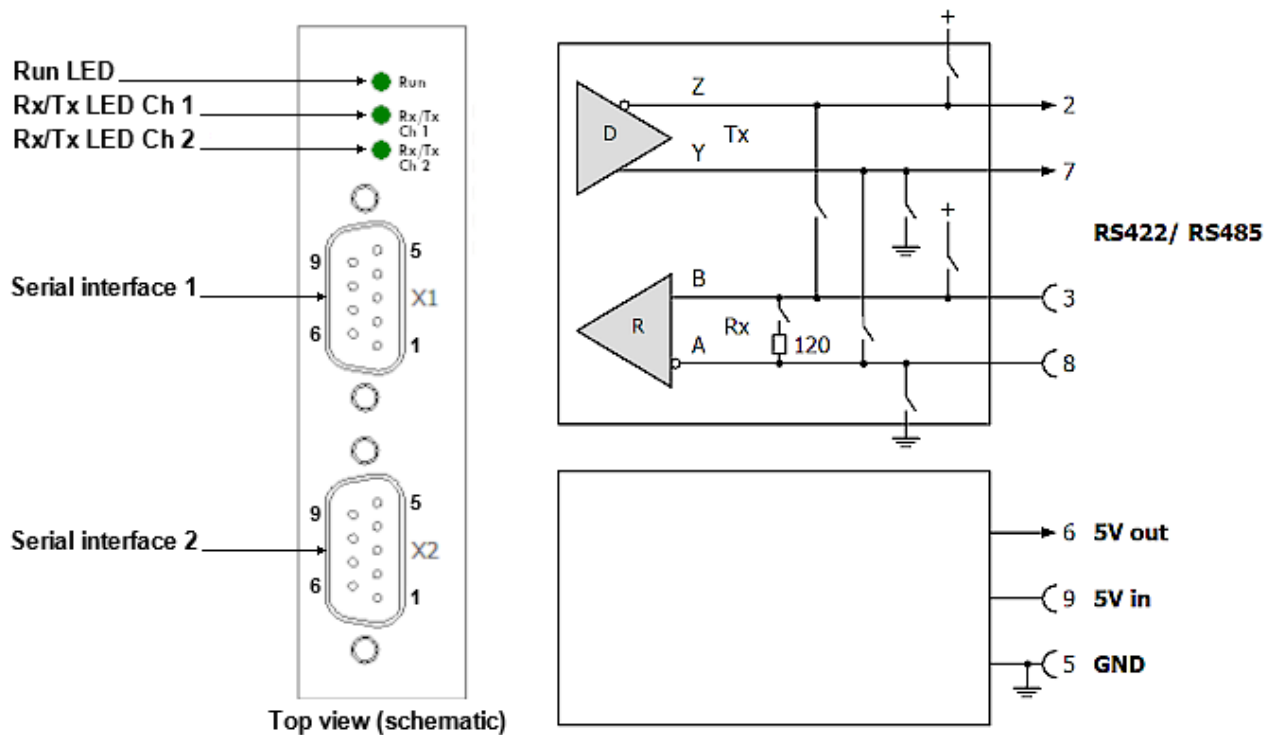 Run LED
Rx/Tx LED Ch 1
Rx/Tx LED Ch 2
Run
Rx/Tx
Ch 1
Rx/Tx
Ch 2
Serial interface 1
9
5
X1
6
1
Serial interface 2
9
5
X2
6
1
Top view (schematic)
+
Z
2
D
Tx
Y
7
+
RS422/ RS485
B
3
R
Rx
120
A
8
6 5V out
9 5V in
5 GND